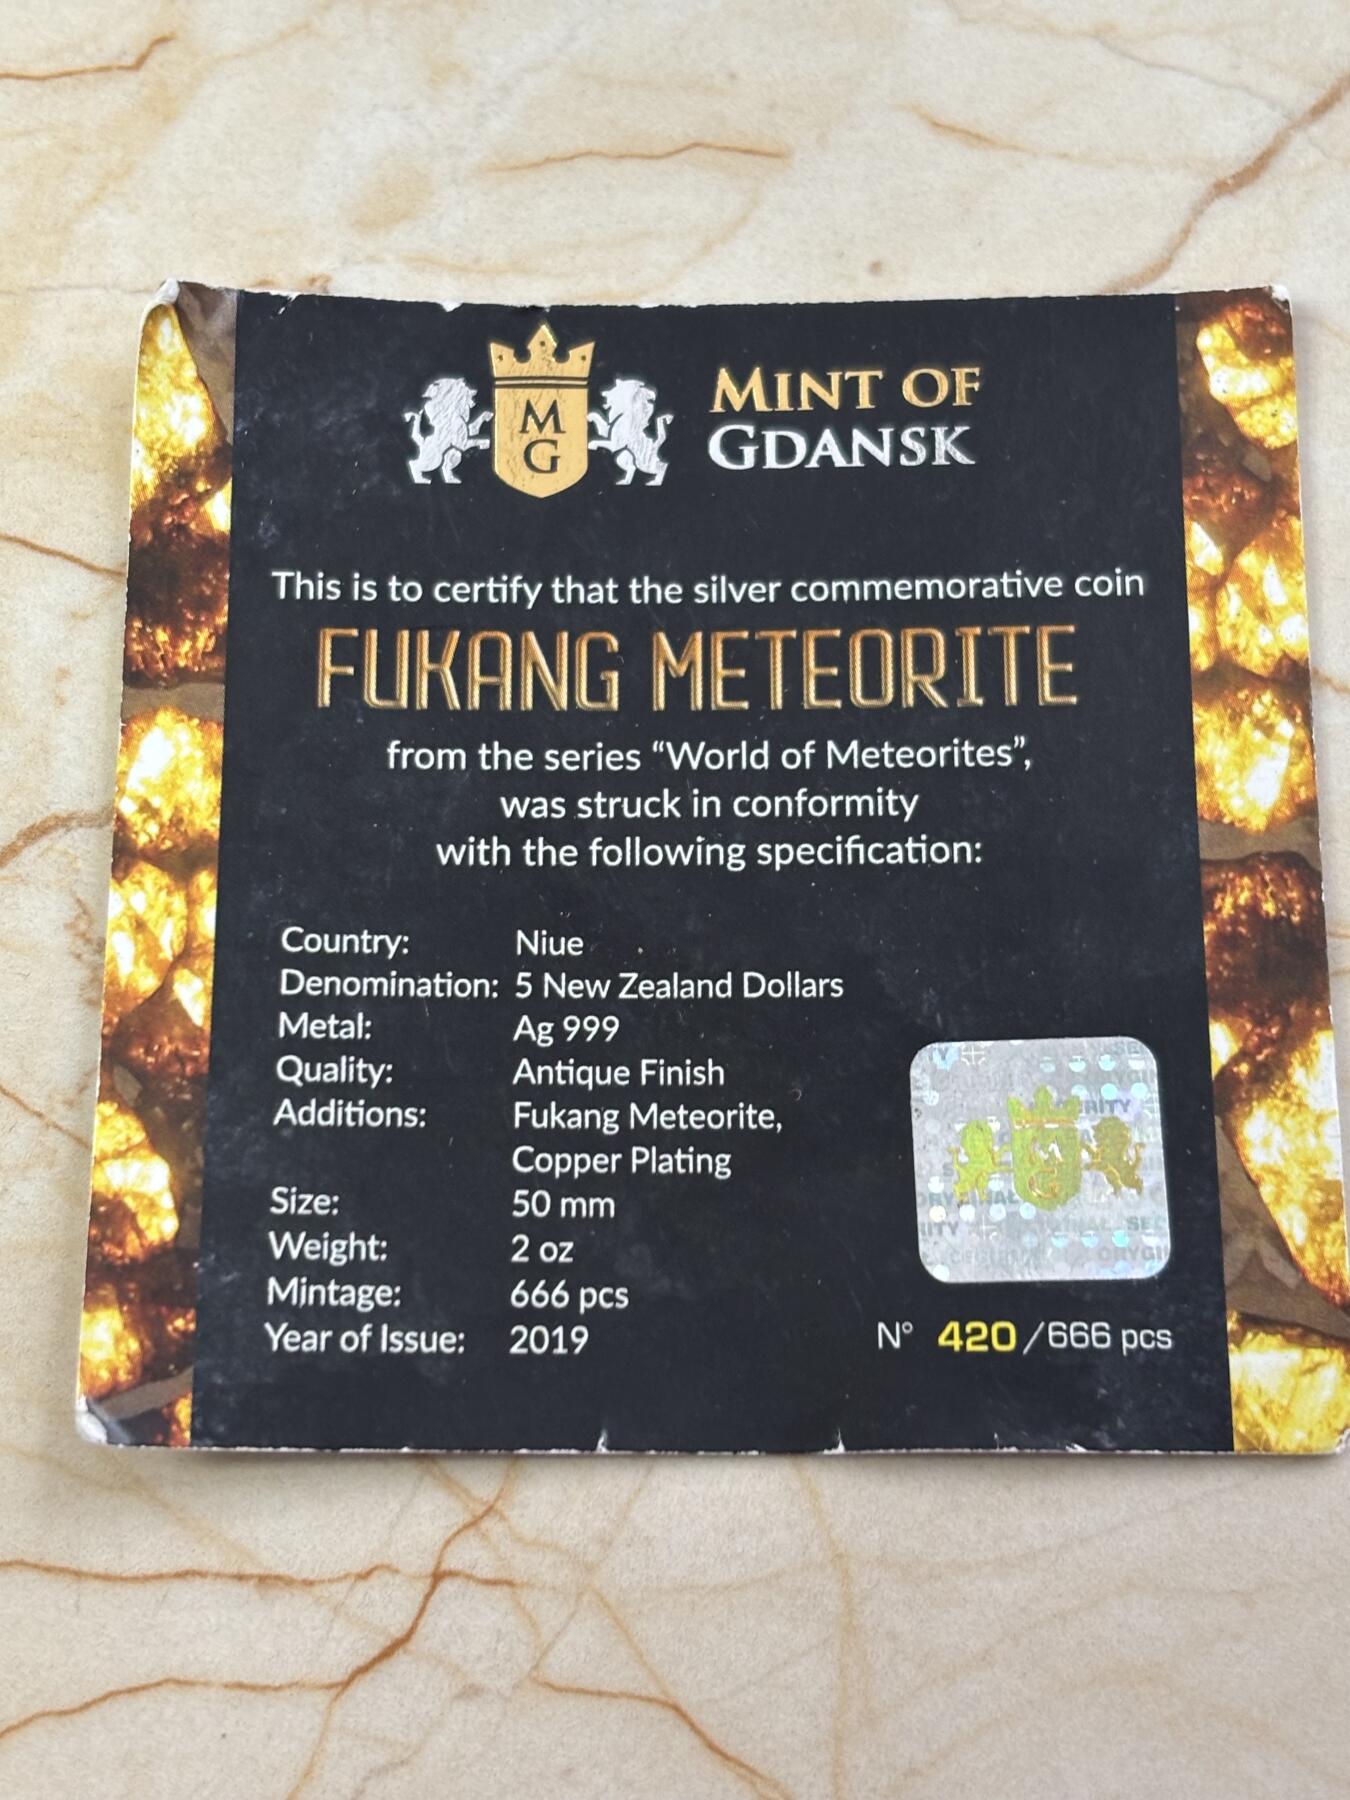 M
G
MINT OF
GDANSK
This is to certify that the silver commemorative coin
FUKANG METEORITE
from the series “World of Meteorites”,
was struck in conformity
with the following specification:
Country: Niue
Denomination: 5 New Zealand Dollars
Metal: Ag 999
Quality: Antique Finish
Additions: Fukang Meteorite,
Copper Plating
Size: 50 mm
Weight: 2 oz
Mintage: 666 pcs
Year of Issue: 2019
N° 420 /666 pcs